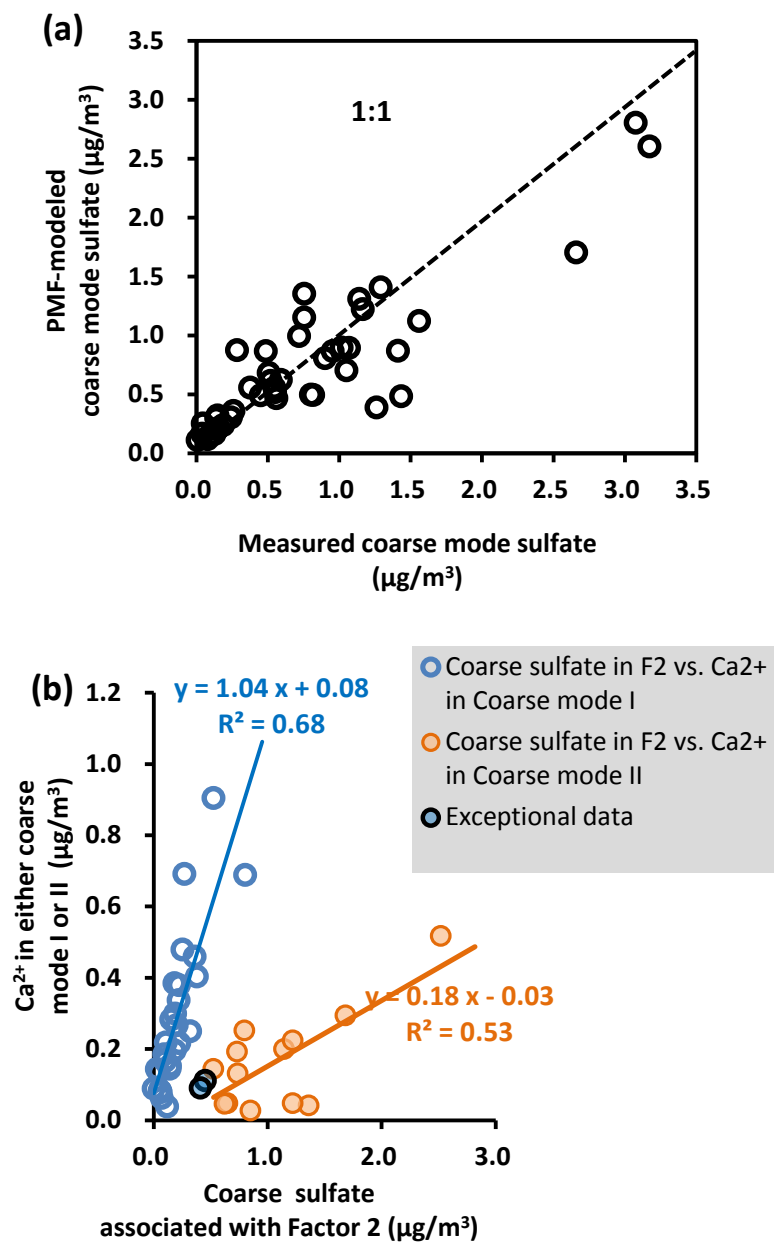 (a)
3.5
3.0
2.5
2.0
1.5
1.0
0.5
0.0
1:1
PMF-modeled
coarse mode sulfate (µg/m³)
0.0 0.5 1.0 1.5 2.0 2.5 3.0 3.5
Measured coarse mode sulfate
(µg/m³)
(b)
1.2
1.0
0.8
0.6
0.4
0.2
0.0
y = 1.04 x + 0.08
R² = 0.68
Coarse sulfate in F2 vs. Ca2+
in Coarse mode I
Coarse sulfate in F2 vs. Ca2+
in Coarse mode II
Exceptional data
Ca²⁺ in either coarse
mode I or II (µg/m³)
y = 0.18 x - 0.03
R² = 0.53
0.0 1.0 2.0 3.0
Coarse sulfate
associated with Factor 2 (µg/m³)